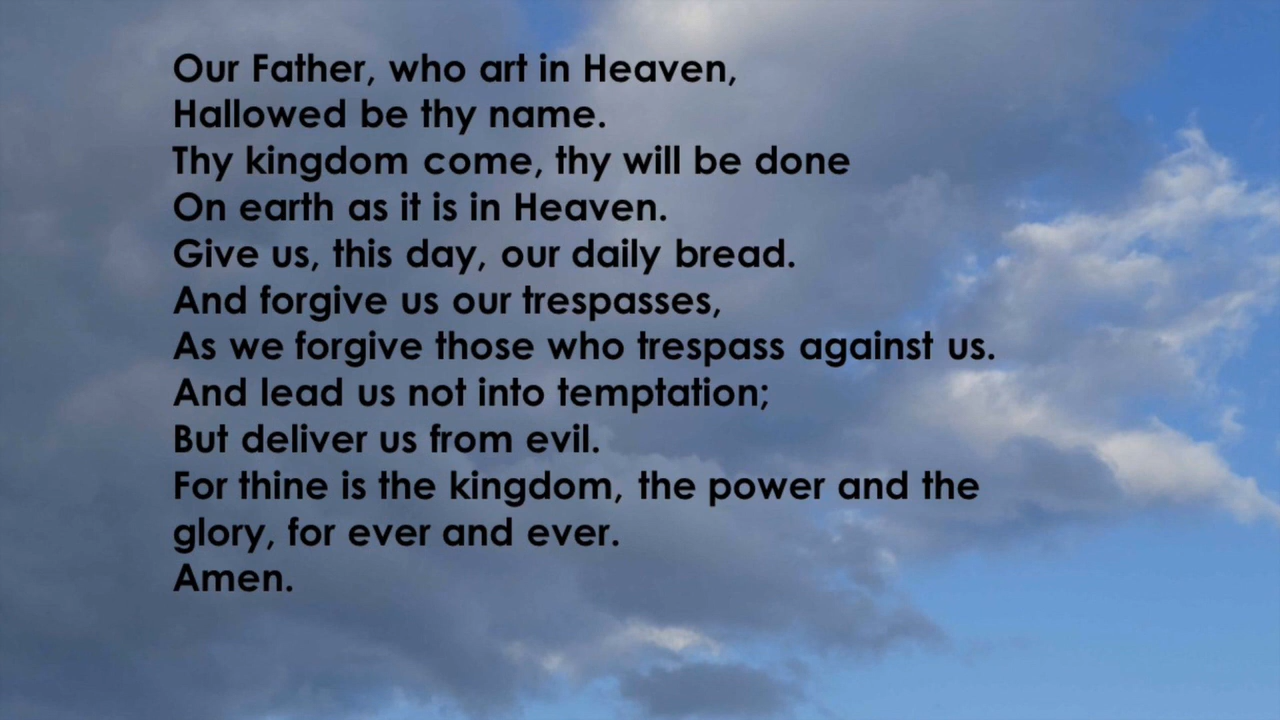 Our Father, who art in Heaven,
Hallowed be thy name.
Thy kingdom come, thy will be done
On earth as it is in Heaven.
Give us, this day, our daily bread.
And forgive us our trespasses,
As we forgive those who trespass against us.
And lead us not into temptation;
But deliver us from evil.
For thine is the kingdom, the power and the
glory, for ever and ever.
Amen.